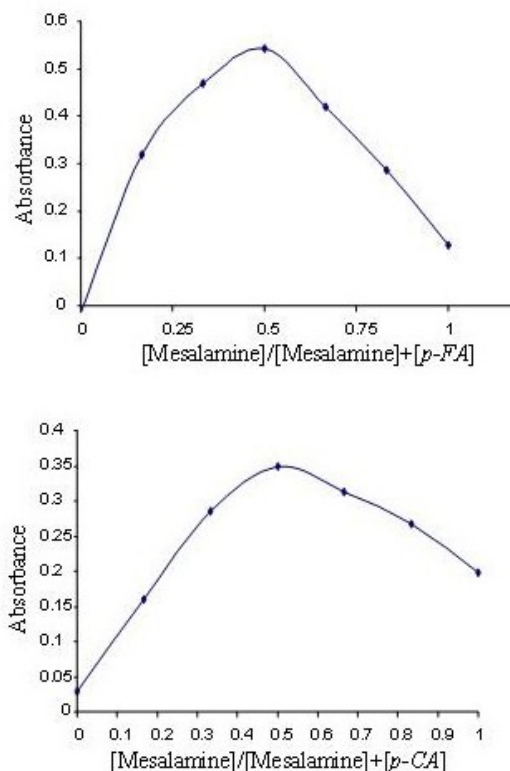 0.6
0.5
0.4
0.3
0.2
0.1
0
Absorbance
0 0.25 0.5 0.75 1
[Mesalamine]/[Mesalamine]+[p-FA]
0.4
0.35
0.3
0.25
0.2
0.15
0.1
0.05
0
Absorbance
0 0.1 0.2 0.3 0.4 0.5 0.6 0.7 0.8 0.9 1
[Mesalamine]/[Mesalamine]+[p-CA]